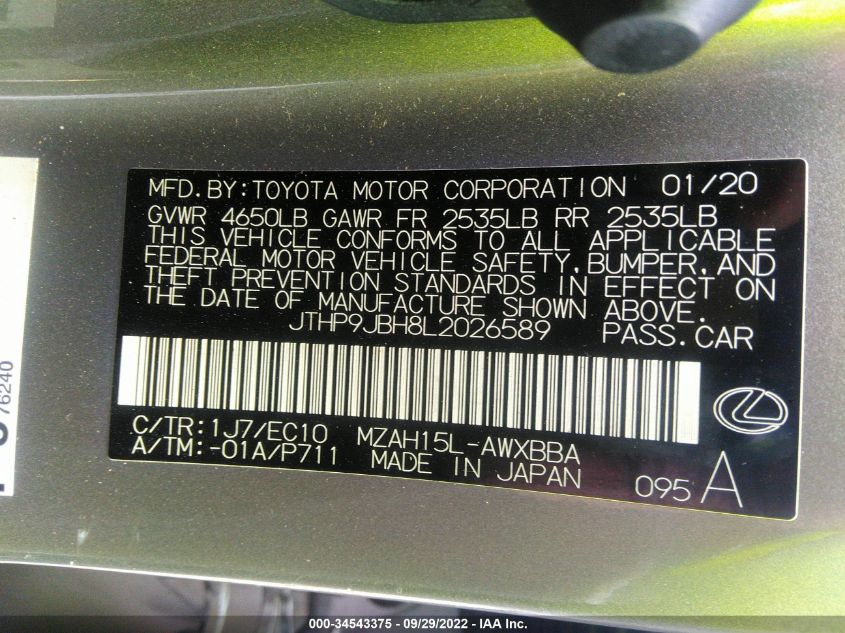 MFD.BY:TOYOTA MOTOR CORPORATION 01/20
GVWR 4650LB GAWR FR 2535LB RR 2535LB
THIS VEHICLE CONFORMS TO ALL APPLICABLE
FEDERAL MOTOR VEHICLE SAFETY,BUMPER,AND
THEFT PREVENTION STANDARDS IN EFFECT ON
THE DATE OF MANUFACTURE SHOWN ABOVE.
JTHP9JBH8L2026589 PASS.CAR
C/TR:1J7/EC10 MZAH15L-AWXBBA
A/TM:-01A/P711 MADE IN JAPAN
095 A
76240
000-34543375 - 09/29/2022 - © IAA Inc.